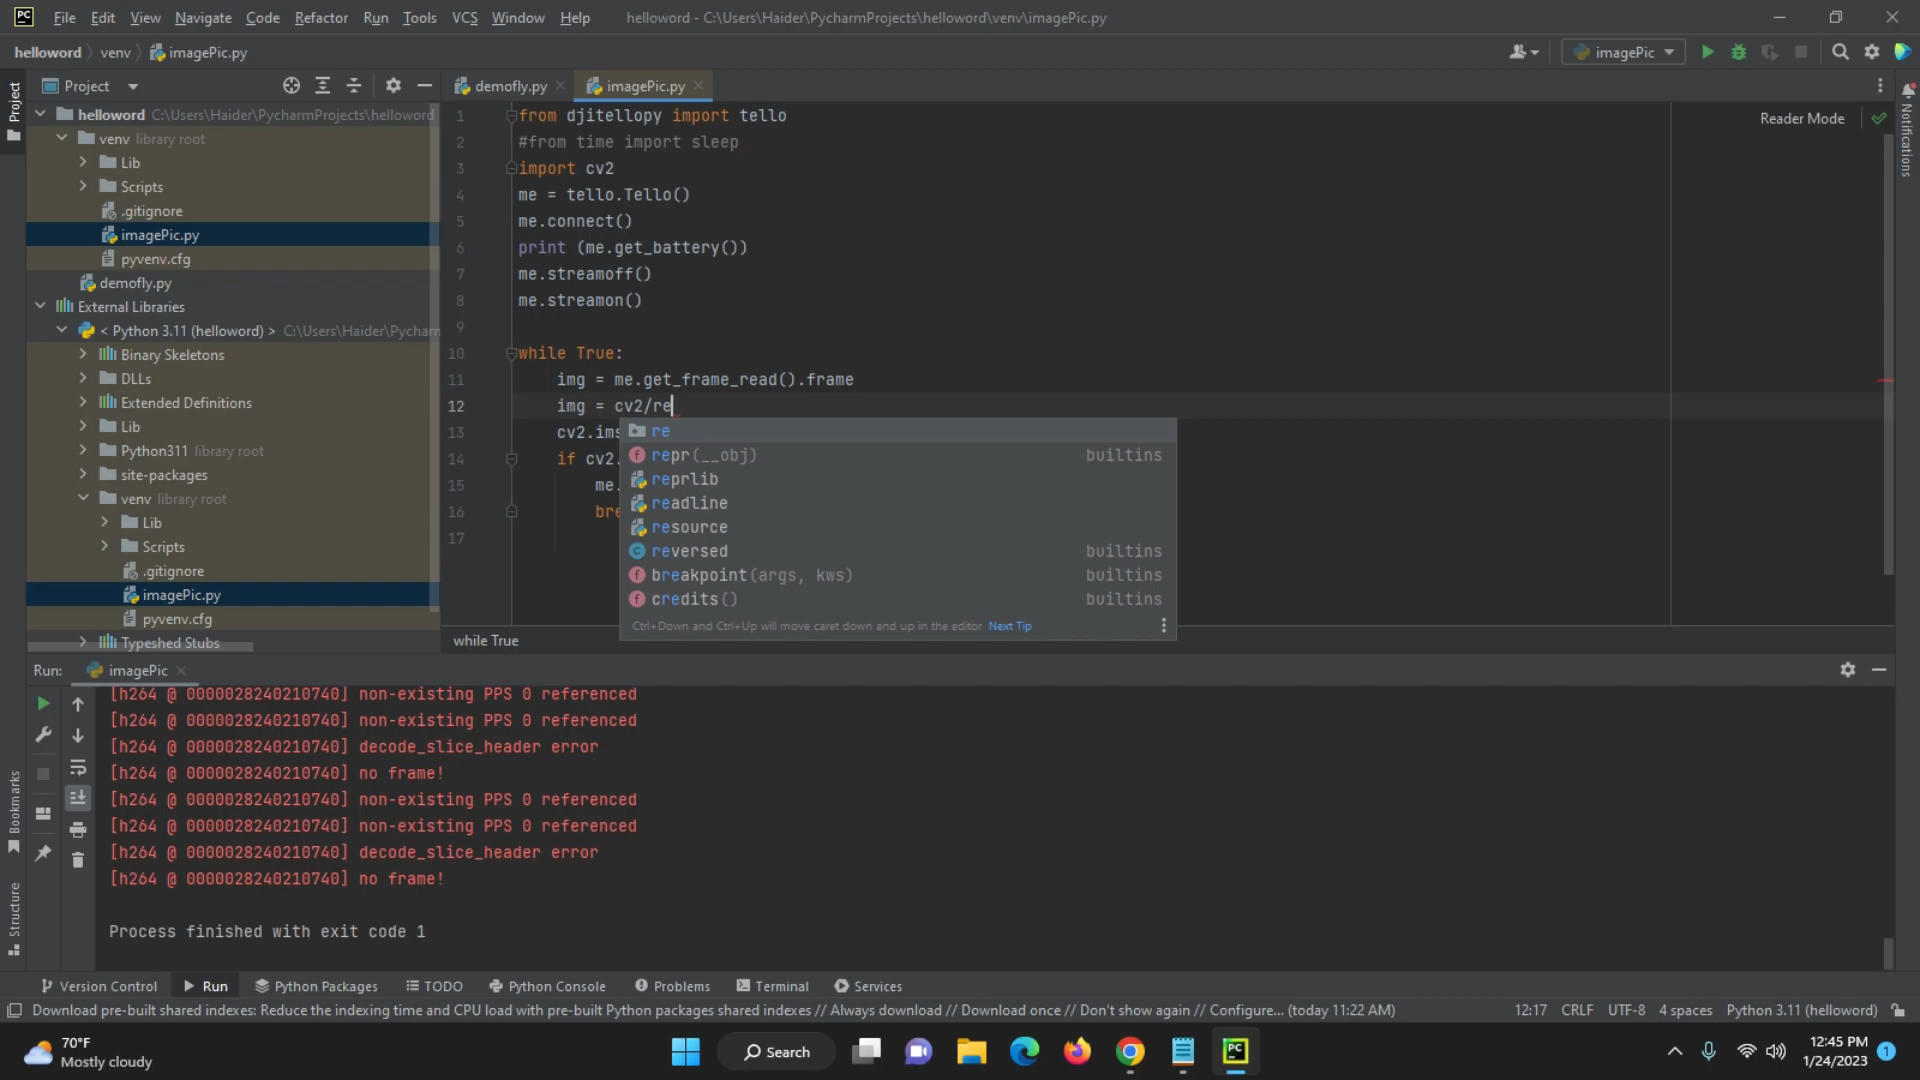 PC File Edit View Navigate Code Refactor Run Tools VCS Window Help helloword - C:\Users\Haider\PycharmProjects\helloword\venv\imagePic.py
helloword venv imagePic.py imagePic
Project demofly.py imagePic.py
Project
Notifications
Bookmarks
Structure
helloword C:\Users\Haider\PycharmProjects\helloword
venv library root
Lib
Scripts
.gitignore
imagePic.py
pyvenv.cfg
demofly.py
External Libraries
< Python 3.11 (helloword) > C:\Users\Haider\Pycharm
Binary Skeletons
DLLs
Extended Definitions
Lib
Python311 library root
site-packages
venv library root
Lib
Scripts
.gitignore
imagePic.py
pyvenv.cfg
Typeshed Stubs
Reader Mode
1 from djitellopy import tello
2 #from time import sleep
3 import cv2
4 me = tello.Tello()
5 me.connect()
6 print (me.get_battery())
7 me.streamoff()
8 me.streamon()
9
10 while True:
11 img = me.get_frame_read().frame
12 img = cv2/re
13 cv2.ims
14 if cv2.
15 me.
16 bre
17
re
repr(__obj) builtins
reprlib
readline
resource
reversed builtins
breakpoint(args, kws) builtins
credits() builtins
Ctrl+Down and Ctrl+Up will move caret down and up in the editor Next Tip
while True
Run: imagePic
[h264 @ 0000028240210740] non-existing PPS 0 referenced
[h264 @ 0000028240210740] non-existing PPS 0 referenced
[h264 @ 0000028240210740] decode_slice_header error
[h264 @ 0000028240210740] no frame!
[h264 @ 0000028240210740] non-existing PPS 0 referenced
[h264 @ 0000028240210740] non-existing PPS 0 referenced
[h264 @ 0000028240210740] decode_slice_header error
[h264 @ 0000028240210740] no frame!
Process finished with exit code 1
Version Control Run Python Packages TODO Python Console Problems Terminal Services
Download pre-built shared indexes: Reduce the indexing time and CPU load with pre-built Python packages shared indexes // Always download // Download once // Don't show again // Configure... (today 11:22 AM) 12:17 CRLF UTF-8 4 spaces Python 3.11 (helloword)
70°F
Mostly cloudy
Search
PC
12:45 PM
1/24/2023
1